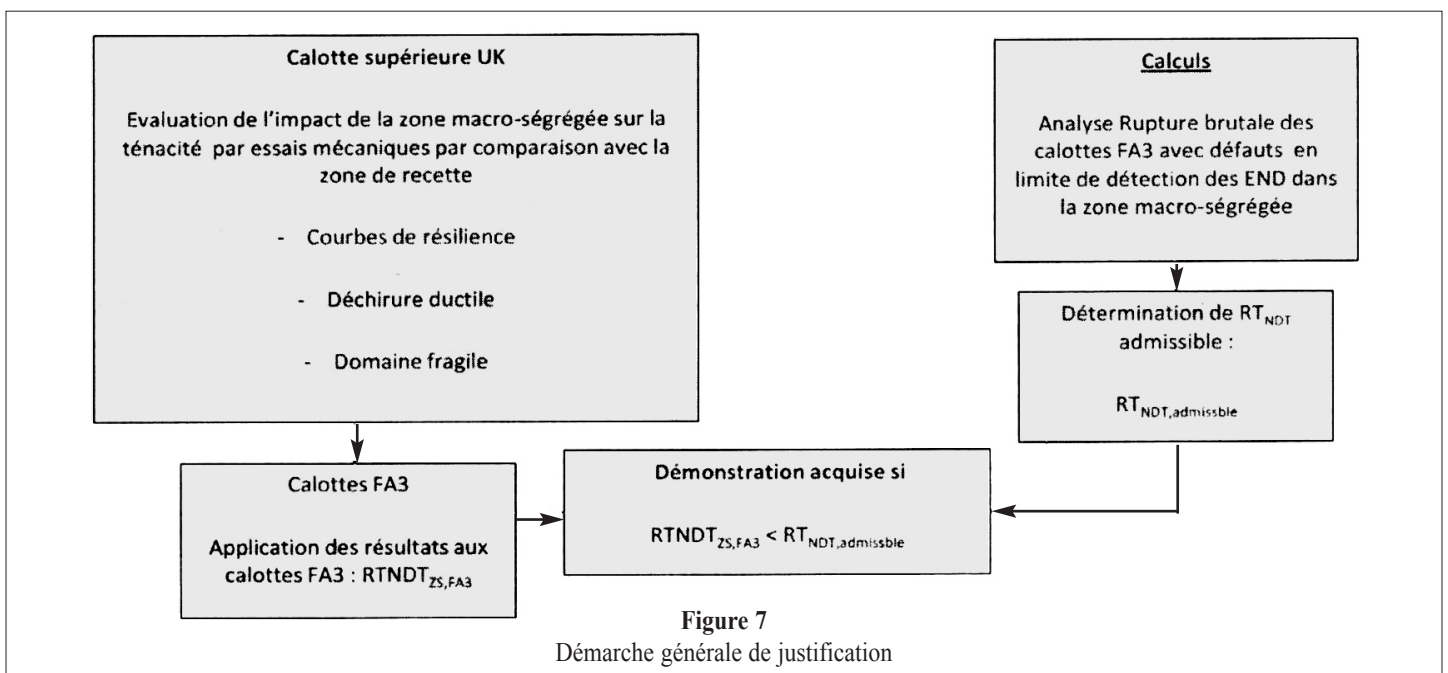 Calotte supérieure UK
Evaluation de l'impact de la zone macro-ségrégée sur la
ténacité par essais mécaniques par comparaison avec la
zone de recette
- Courbes de résilience
- Déchirure ductile
- Domaine fragile
Calculs
Analyse Rupture brutale des
calottes FA3 avec défauts en
limite de détection des END dans
la zone macro-ségrégée
Détermination de RT_NDT
admissible :
RT_NDT,admissble
Calottes FA3
Application des résultats aux
calottes FA3 : RTNDT_ZS,FA3
Démonstration acquise si
RTNDT_ZS,FA3 < RT_NDT,admissble
Figure 7
Démarche générale de justification